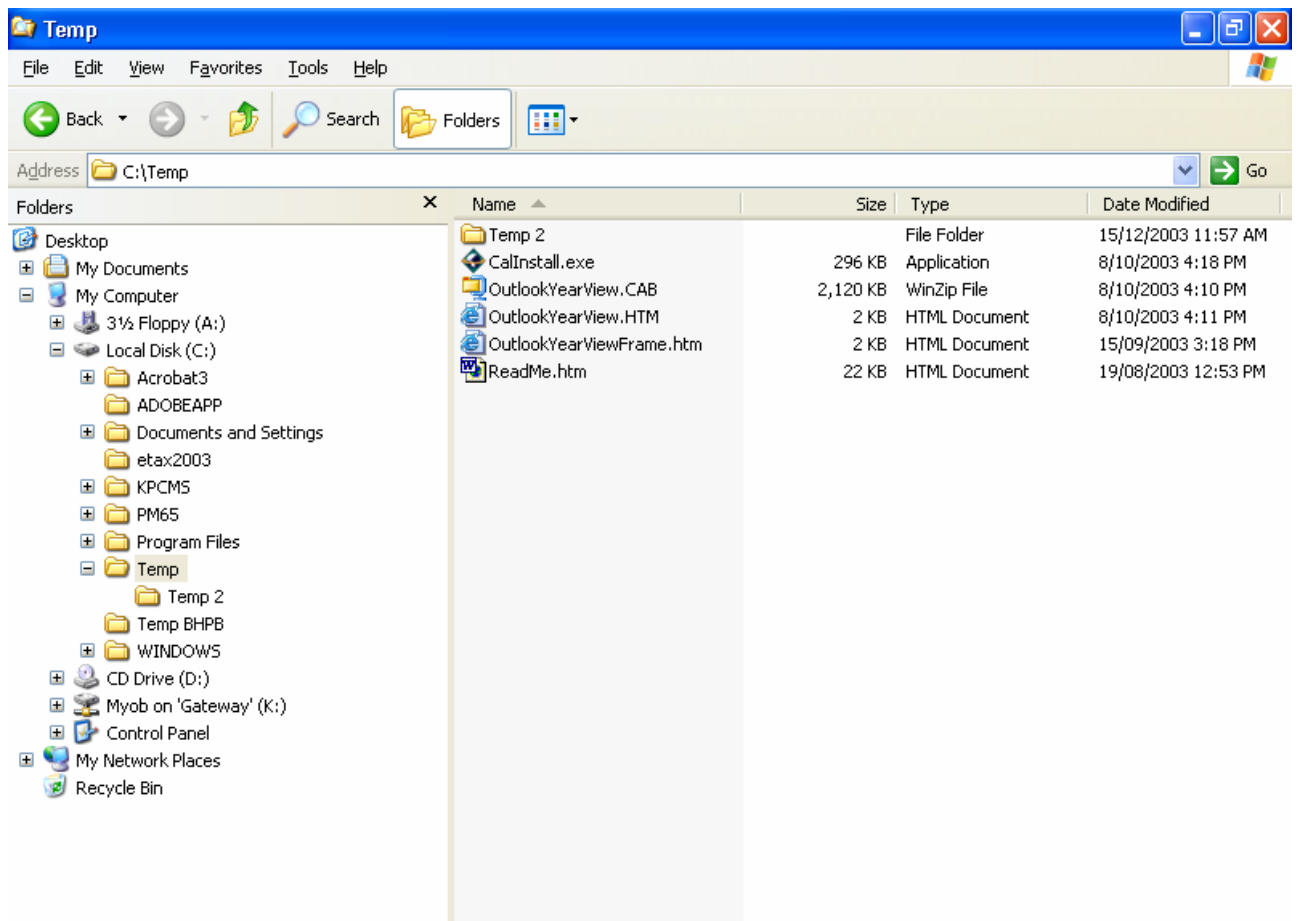 Temp
File Edit View Favorites Tools Help
Back Search Folders
Address C:\Temp Go
Folders
Desktop
My Documents
My Computer
3½ Floppy (A:)
Local Disk (C:)
Acrobat3
ADOBEAPP
Documents and Settings
etax2003
KPCMS
PM65
Program Files
Temp
Temp 2
Temp BHPB
WINDOWS
CD Drive (D:)
Myob on 'Gateway' (K:)
Control Panel
My Network Places
Recycle Bin
Name Size Type Date Modified
Temp 2 File Folder 15/12/2003 11:57 AM
CalInstall.exe 296 KB Application 8/10/2003 4:18 PM
OutlookYearView.CAB 2,120 KB WinZip File 8/10/2003 4:10 PM
OutlookYearView.HTM 2 KB HTML Document 8/10/2003 4:11 PM
OutlookYearViewFrame.htm 2 KB HTML Document 15/09/2003 3:18 PM
ReadMe.htm 22 KB HTML Document 19/08/2003 12:53 PM